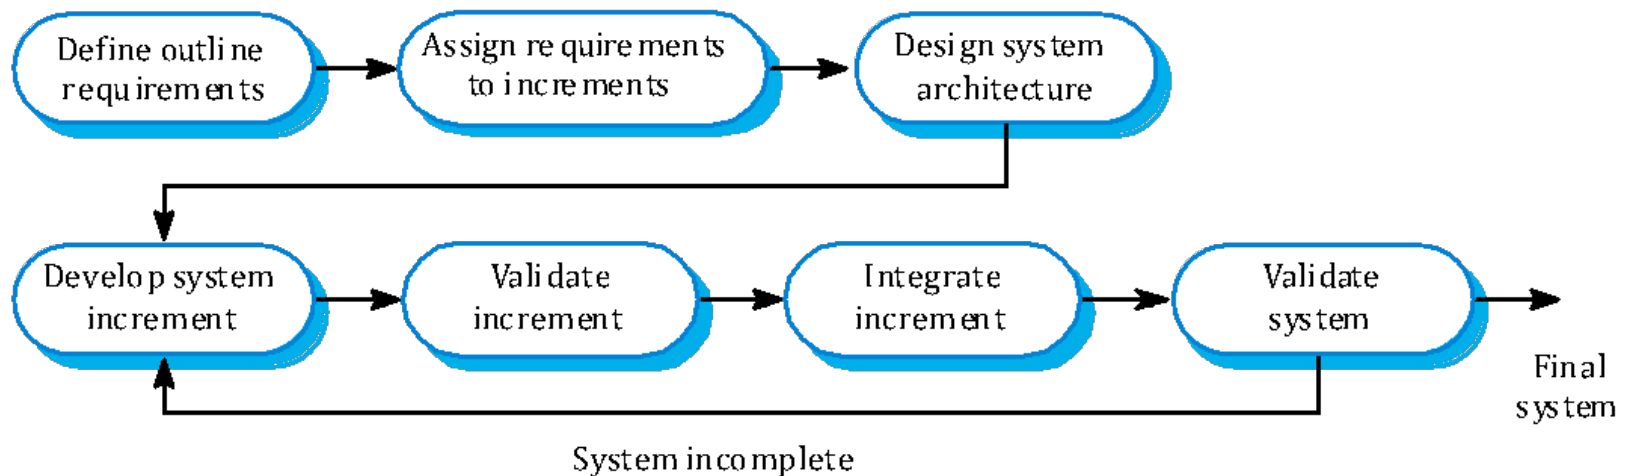 Define outline
requirements
Assign requirements
to increments
Design system
architecture
Develop system
increment
Validate
increment
Integrate
increment
Validate
system
Final
system
System incomplete